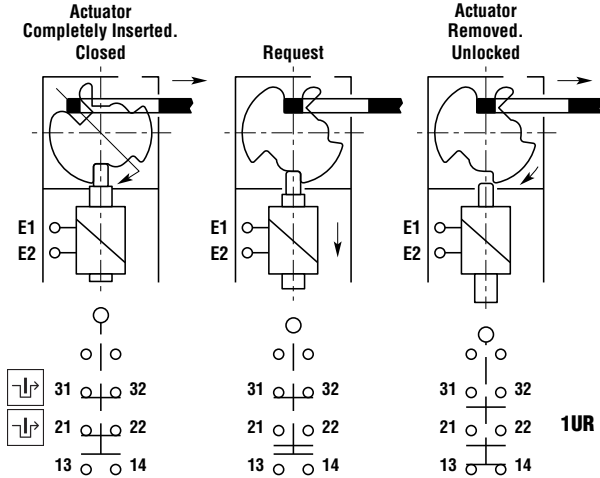 Actuator
Completely Inserted.
Closed
Request
Actuator
Removed.
Unlocked
E1
E2
E1
E2
E1
E2
31 32
31 32
31 32
21 22
21 22
21 22
1UR
13 14
13 14
13 14